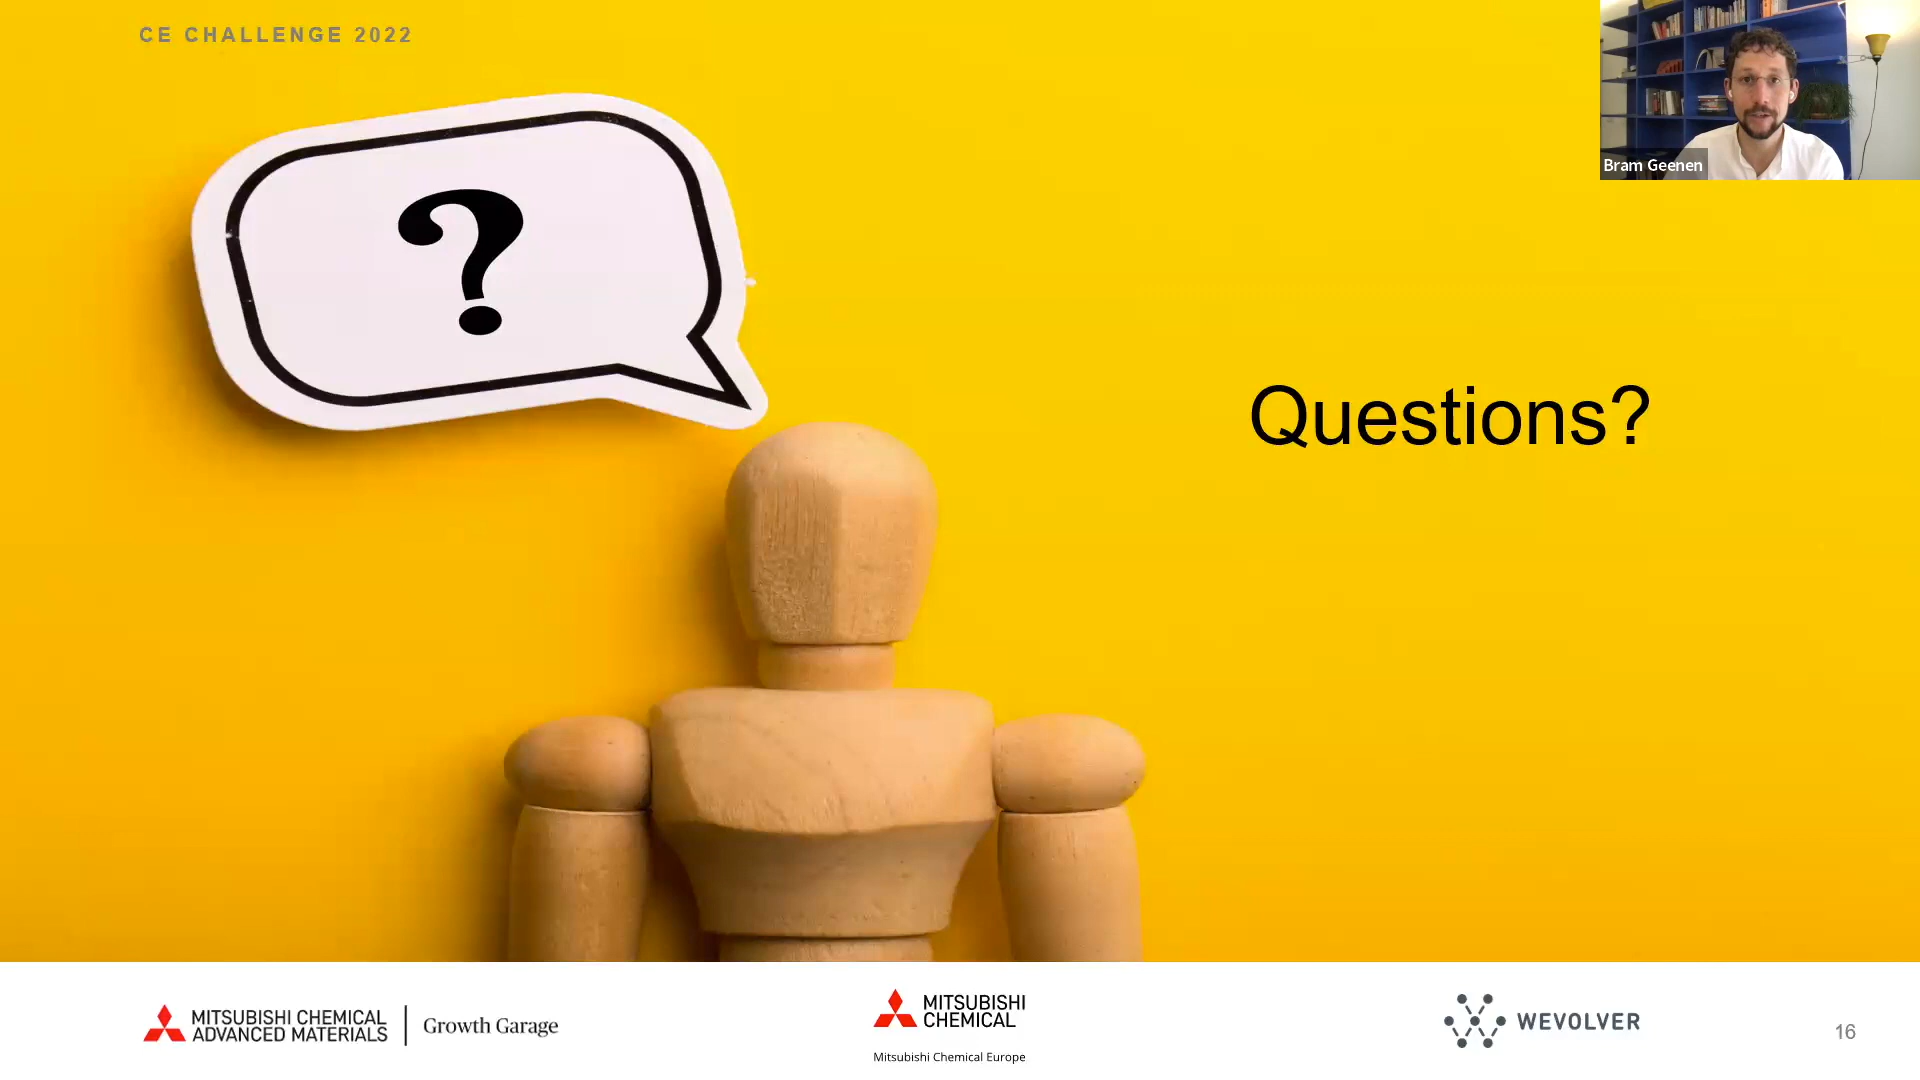 CE CHALLENGE 2022
Bram Geenen
?
Questions?
MITSUBISHI CHEMICAL
ADVANCED MATERIALS
Growth Garage
MITSUBISHI
CHEMICAL
Mitsubishi Chemical Europe
WEVOLVER
16